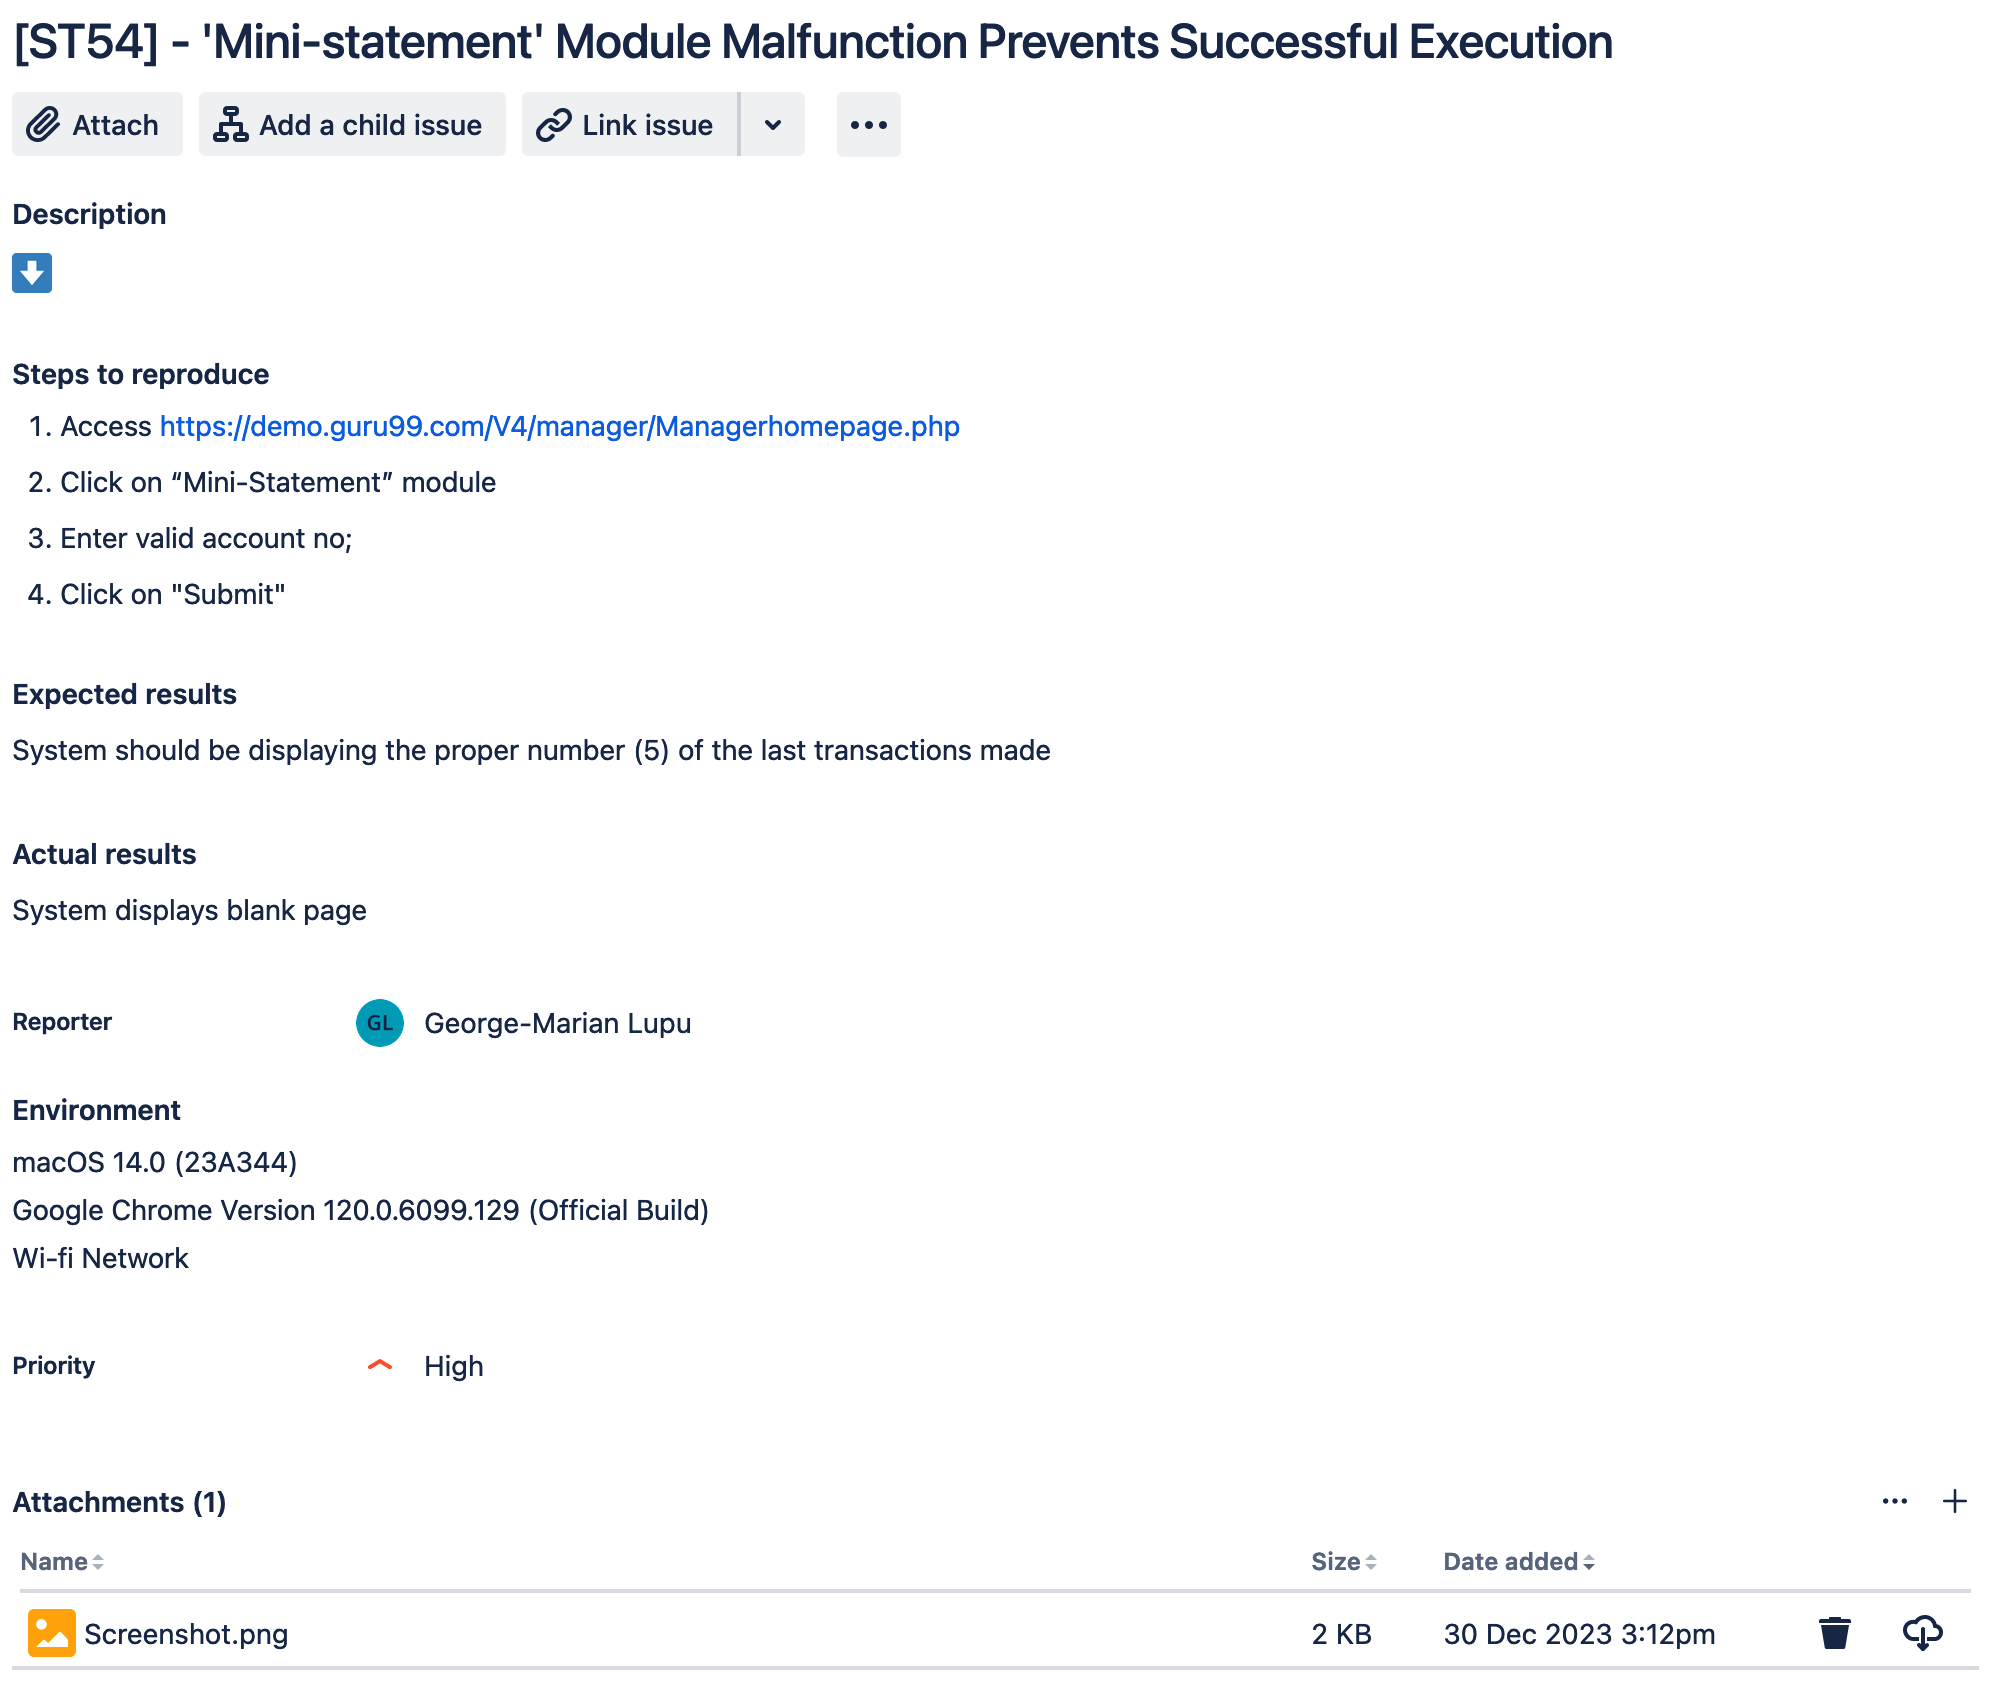 [ST54] - 'Mini-statement' Module Malfunction Prevents Successful Execution
Attach
Add a child issue
Link issue
Description
Steps to reproduce
1. Access https://demo.guru99.com/V4/manager/Managerhomepage.php
2. Click on “Mini-Statement” module
3. Enter valid account no;
4. Click on "Submit"
Expected results
System should be displaying the proper number (5) of the last transactions made
Actual results
System displays blank page
Reporter GL George-Marian Lupu
Environment
macOS 14.0 (23A344)
Google Chrome Version 120.0.6099.129 (Official Build)
Wi-fi Network
Priority High
Attachments (1)
Name Size Date added
Screenshot.png 2 KB 30 Dec 2023 3:12pm